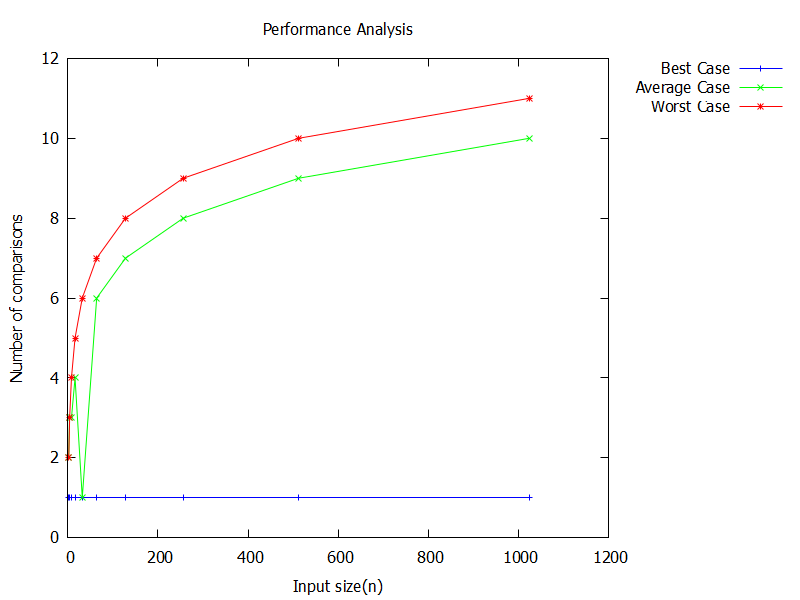 Performance Analysis
Best Case
Average Case
Worst Case
Number of comparisons
12
10
8
6
4
2
0
0 200 400 600 800 1000 1200
Input size(n)